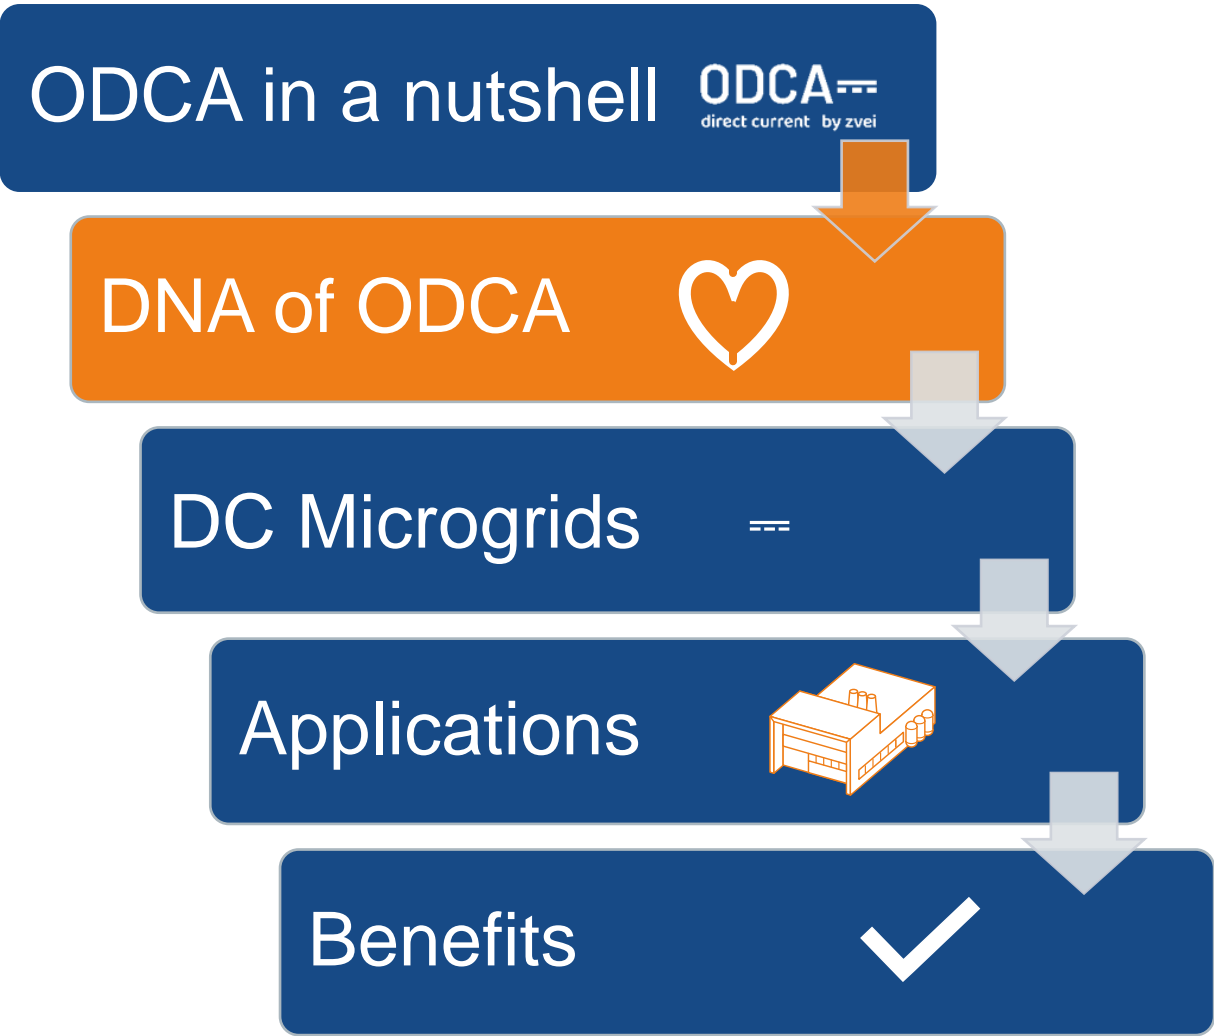 ODCA in a nutshell
ODCA
direct current by zvei
DNA of ODCA
DC Microgrids
Applications
Benefits